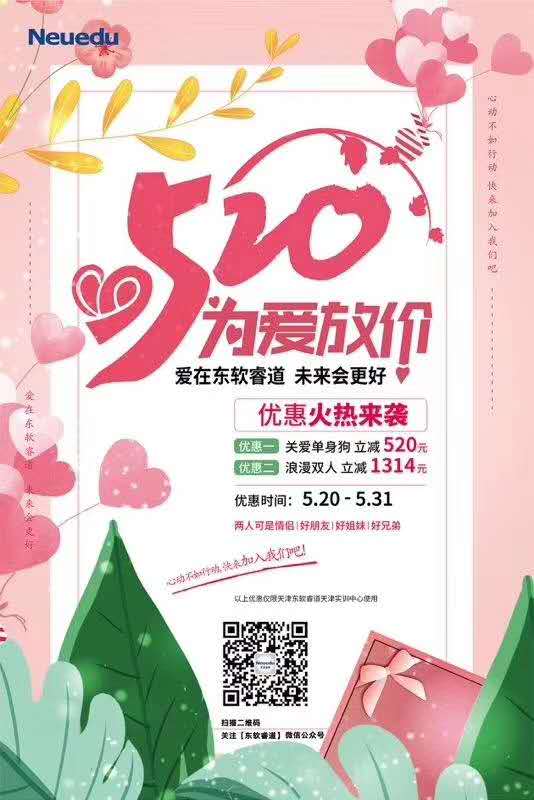 Neuedu
心动不如行动 快来加入我们吧
520
为爱放价
爱在东软睿道 未来会更好
优惠火热来袭
优惠一 关爱单身狗 立减520元
优惠二 浪漫双人 立减1314元
优惠时间： 5.20 - 5.31
两人可是情侣|好朋友|好姐妹|好兄弟
爱在东软睿道 未来会更好
心动不如行动,快来加入我们吧!
以上优惠仅限天津东软睿道天津实训中心使用
Neuedu
扫描二维码
关注【东软睿道】微信公众号